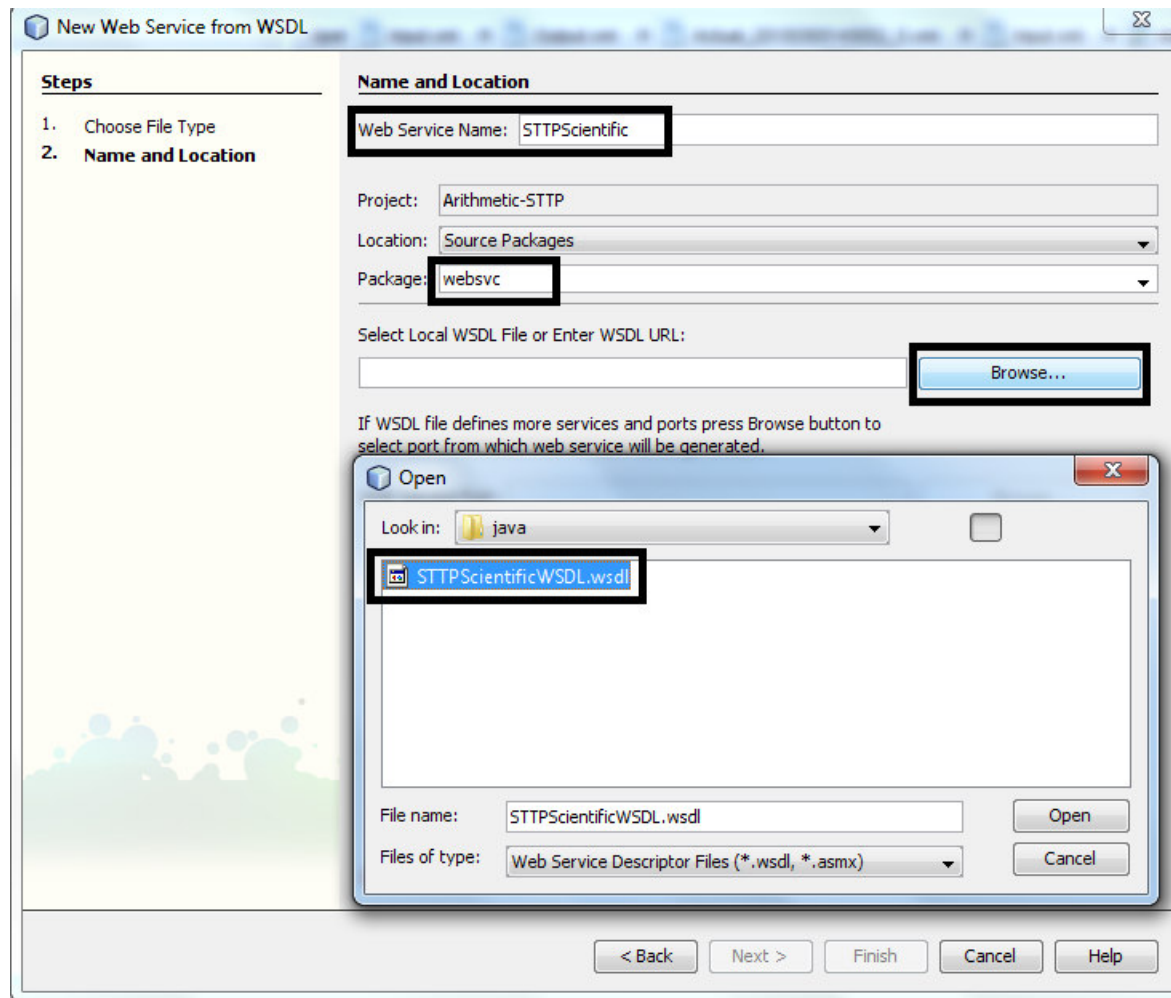 New Web Service from WSDL
Steps
1. Choose File Type
2. Name and Location
Name and Location
Web Service Name: STTPScientific
Project: Arithmetic-STTP
Location: Source Packages
Package: websvc
Select Local WSDL File or Enter WSDL URL:
Browse...
If WSDL file defines more services and ports press Browse button to
select port from which web service will be generated.
Open
Look in: java
STTPScientificWSDL.wsdl
File name: STTPScientificWSDL.wsdl Open
Files of type: Web Service Descriptor Files (*.wsdl, *.asmx) Cancel
< Back Next > Finish Cancel Help